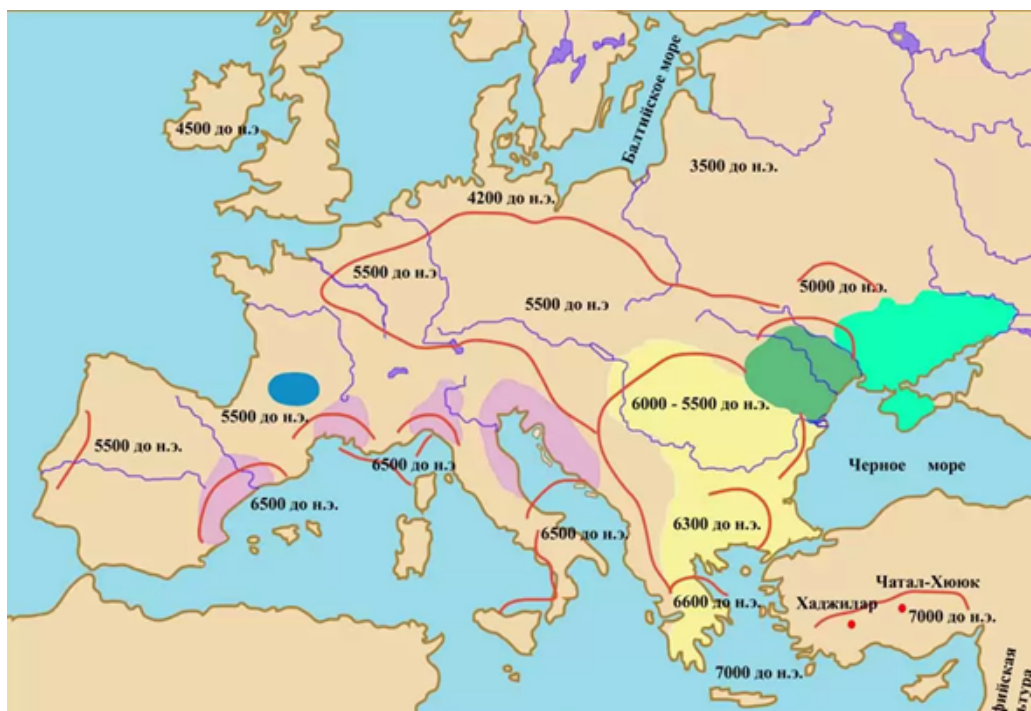 Балтийское море
4500 до н.э
3500 до н.э.
4200 до н.э.
5500 до н.э
5000 до н.э.
5500 до н.э
6000 - 5500 до н.э.
5500 до н.э.
5500 до н.э.
6500 до н.э
Черное море
6500 до н.э.
6300 до н.э.
6500 до н.э.
Чатал-Хююк
6600 до н.э.
Хаджилар
7000 до н.э.
7000 до н.э.
фийская
ьтура